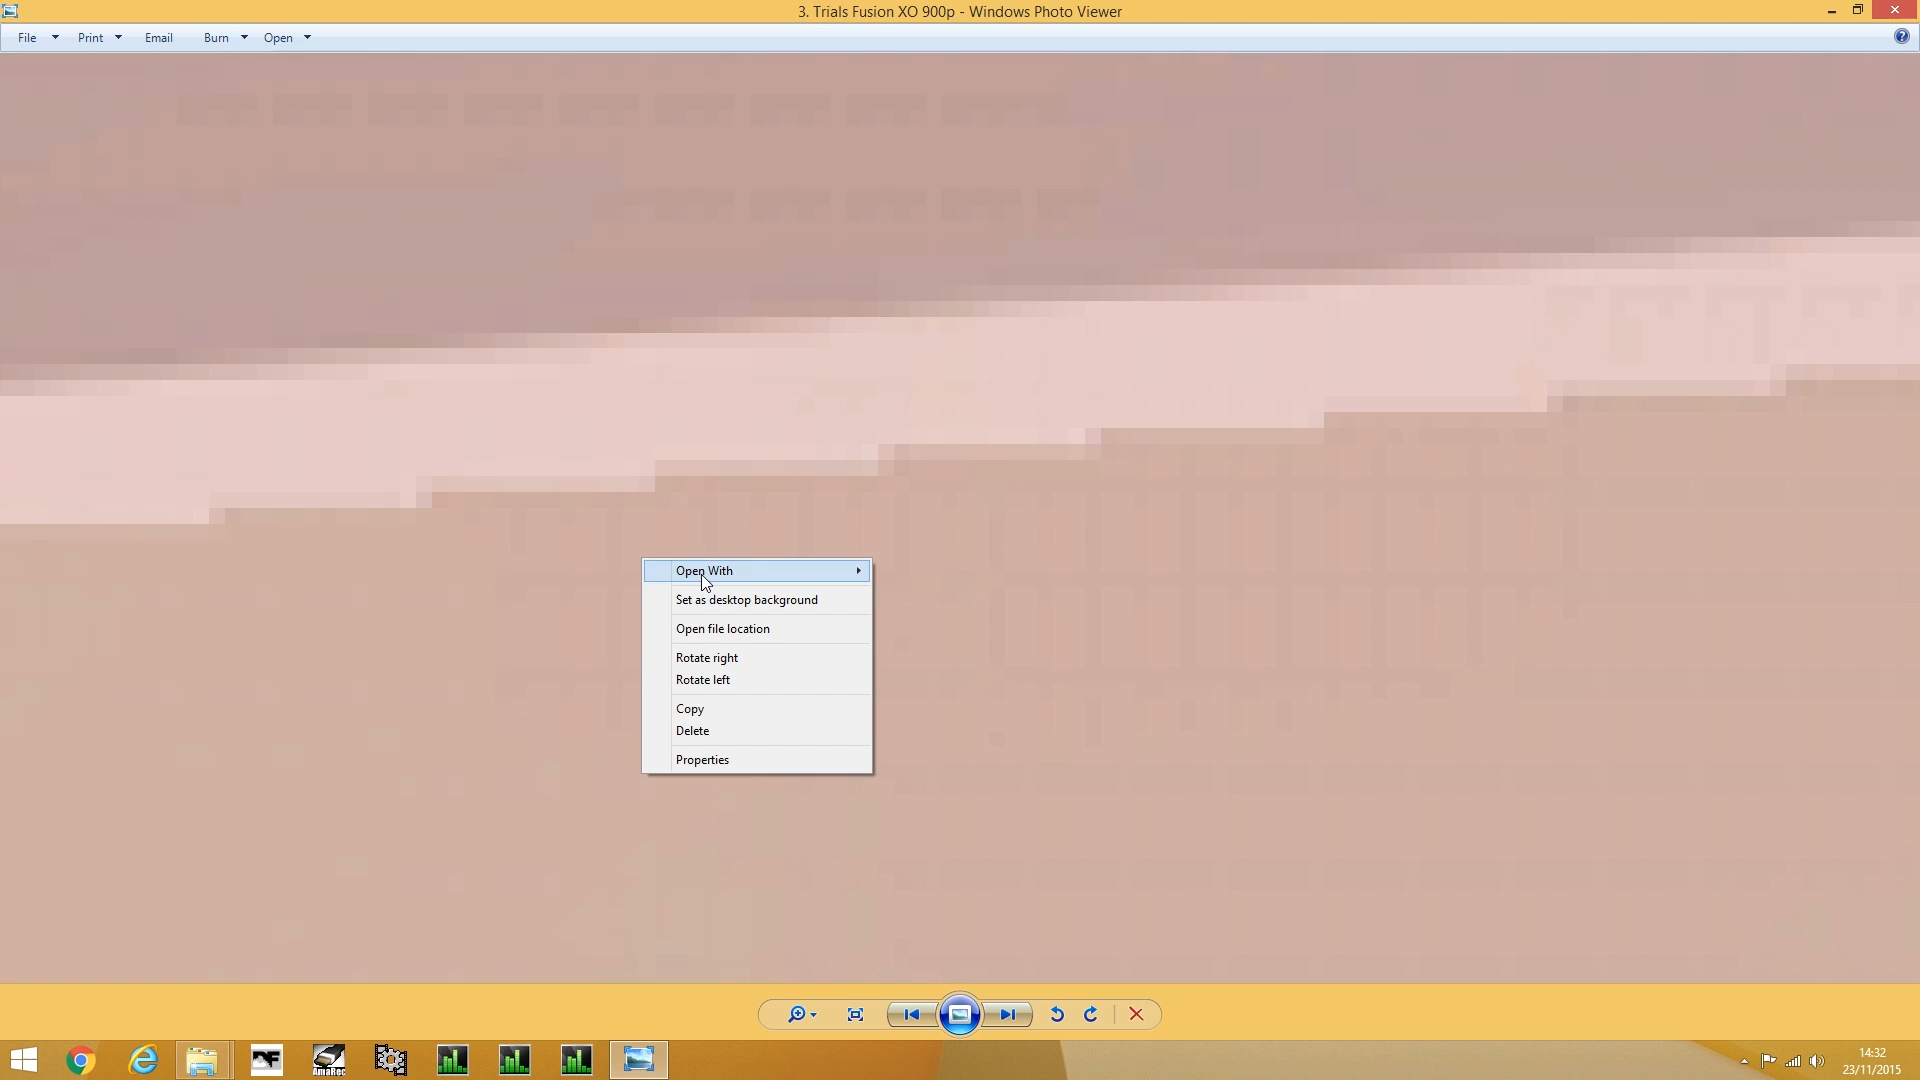 3. Trials Fusion XO 900p - Windows Photo Viewer
File Print Email Burn Open
Open With
Set as desktop background
Open file location
Rotate right
Rotate left
Copy
Delete
Properties
DF
AmaRec
14:32
23/11/2015